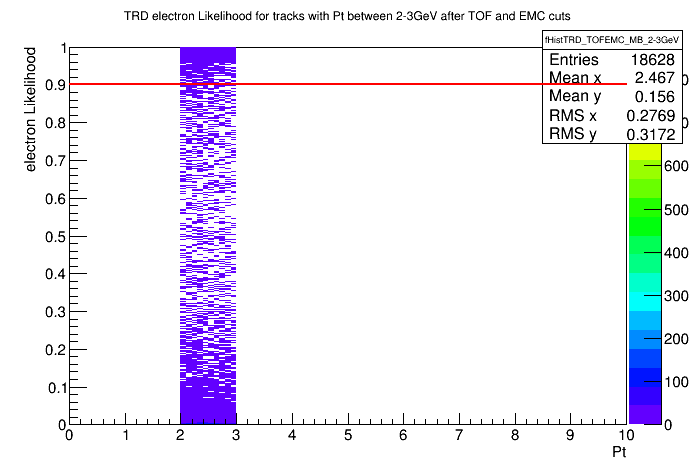 TRD electron Likelihood for tracks with Pt between 2-3GeV after TOF and EMC cuts
fHistTRD_TOFEMC_MB_2-3GeV
Entries 18628
Mean x 2.467
Mean y 0.156
RMS x 0.2769
RMS y 0.3172
electron Likelihood
1
0.9
0.8
0.7
0.6
0.5
0.4
0.3
0.2
0.1
0
0 1 2 3 4 5 6 7 8 9 10
Pt
600
500
400
300
200
100
0